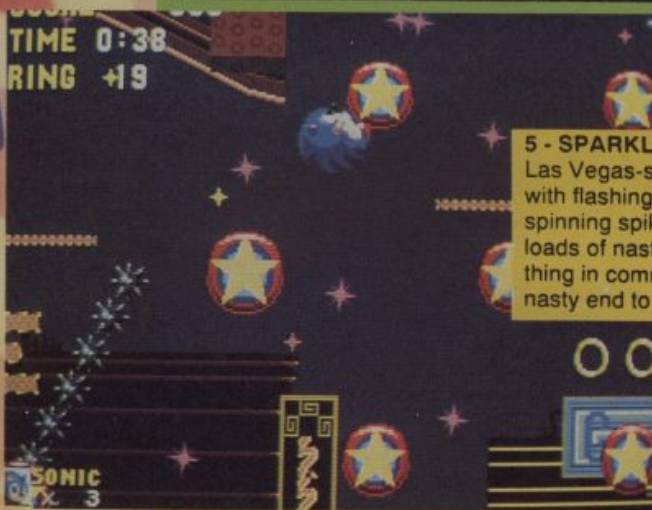 TIME 0:38
RING +19
5 - SPARKL
Las Vegas-s
with flashing
spinning spik
loads of nast
thing in comm
nasty end to
SONIC
X 3